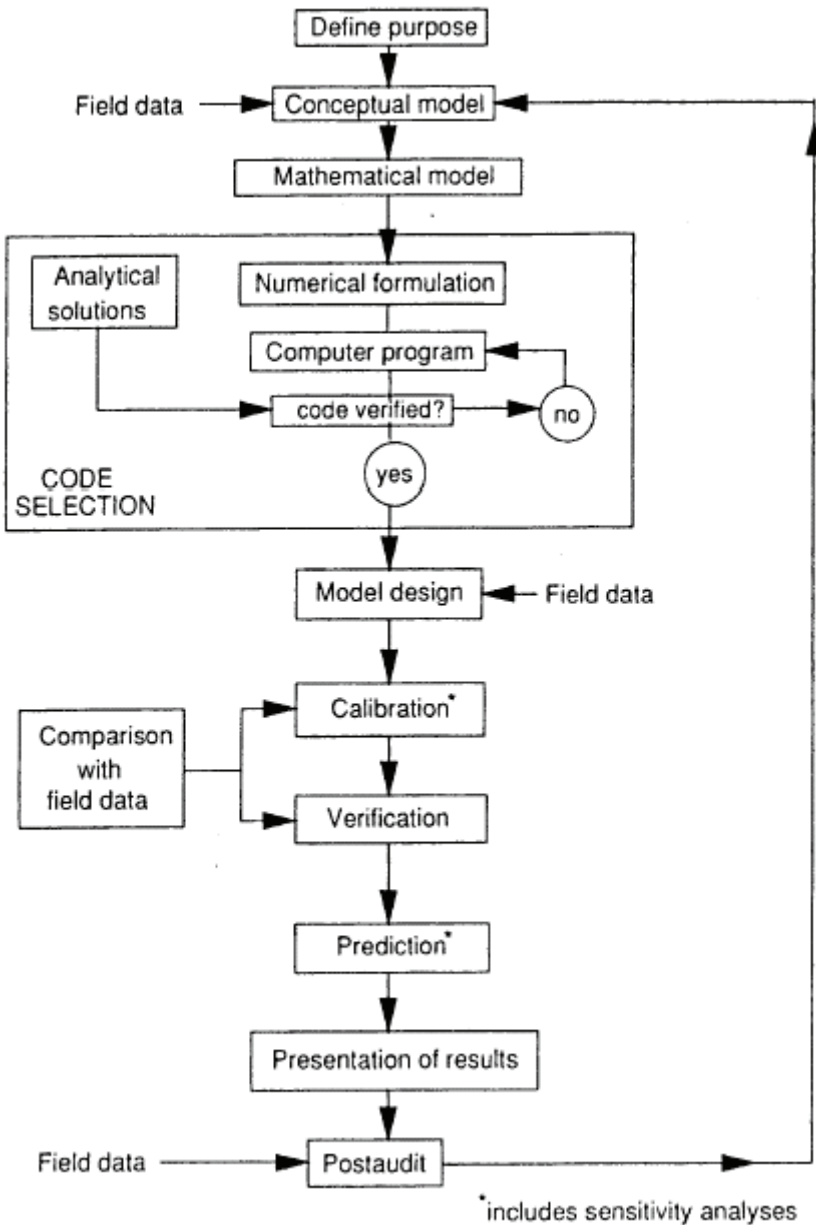 Define purpose
Field data
Conceptual model
Mathematical model
Analytical
solutions
Numerical formulation
Computer program
code verified?
no
yes
CODE
SELECTION
Model design
Field data
Calibration*
Comparison
with
field data
Verification
Prediction*
Presentation of results
Field data
Postaudit
*includes sensitivity analyses